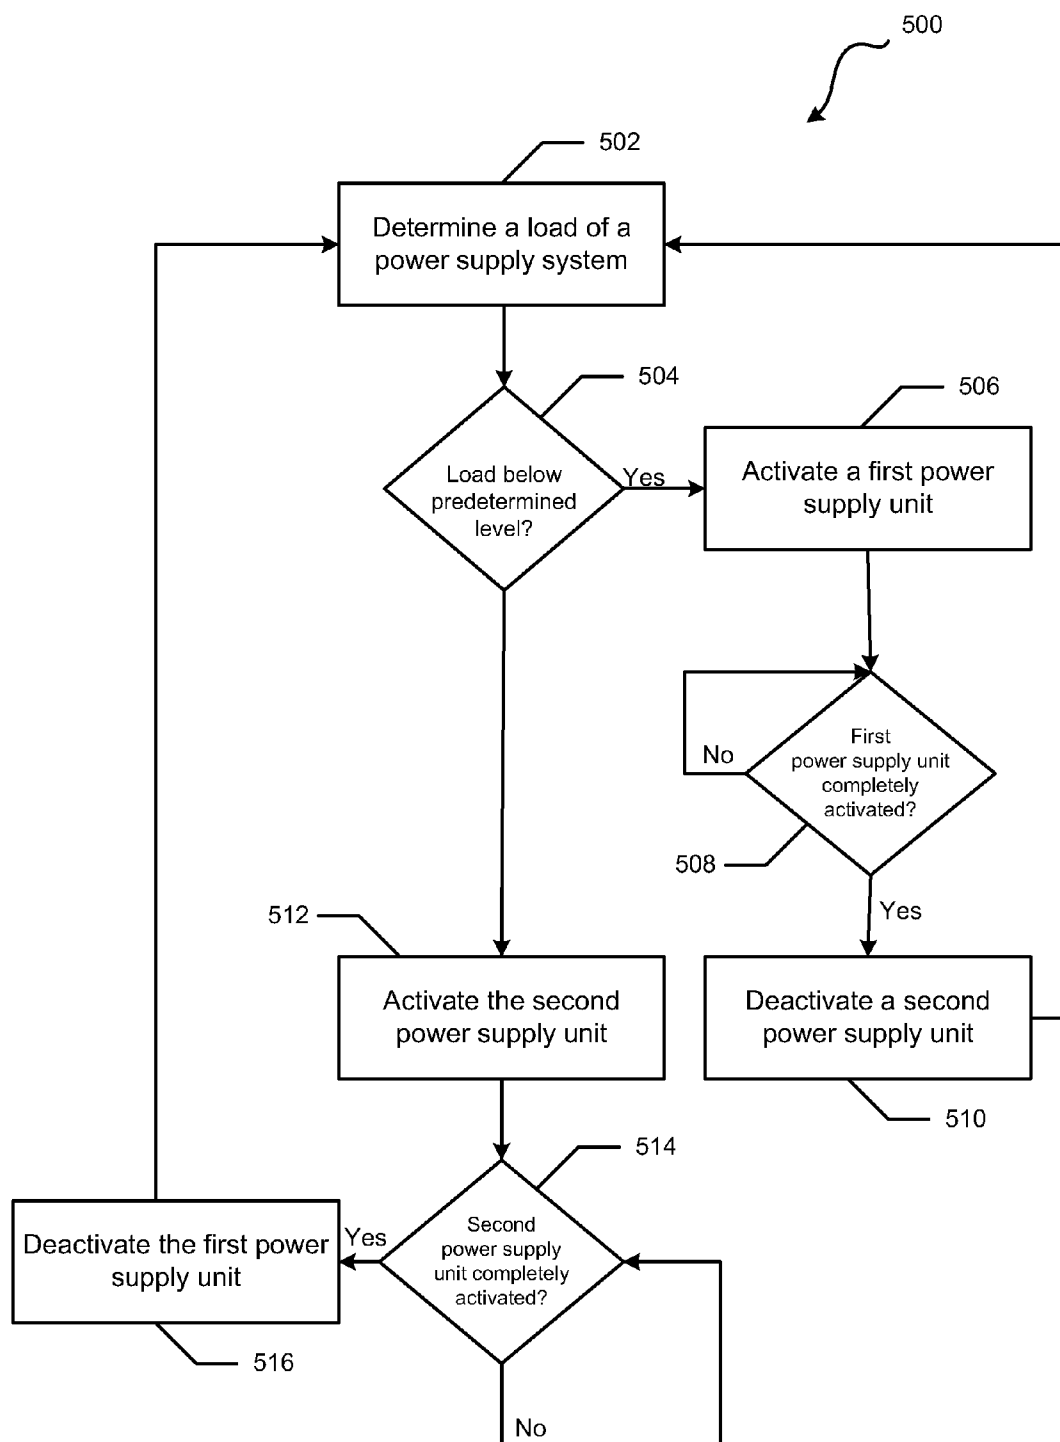 500
502
Determine a load of a
power supply system
504
Load below
predetermined
level?
Yes
506
Activate a first power
supply unit
First
power supply unit
completely
activated?
No
508
Yes
512
Activate the second
power supply unit
Deactivate a second
power supply unit
510
514
Second
power supply
unit completely
activated?
Yes
Deactivate the first power
supply unit
516
No